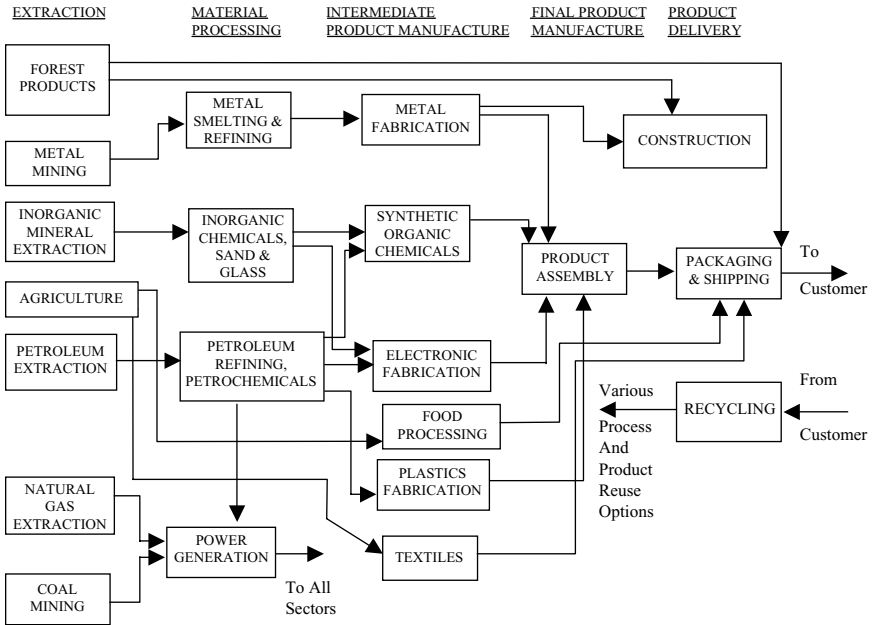 EXTRACTION
MATERIAL
PROCESSING
INTERMEDIATE
PRODUCT MANUFACTURE
FINAL PRODUCT
MANUFACTURE
PRODUCT
DELIVERY
FOREST
PRODUCTS
METAL
SMELTING &
REFINING
METAL
FABRICATION
CONSTRUCTION
METAL
MINING
INORGANIC
MINERAL
EXTRACTION
INORGANIC
CHEMICALS,
SAND &
GLASS
SYNTHETIC
ORGANIC
CHEMICALS
PRODUCT
ASSEMBLY
PACKAGING
& SHIPPING
To
Customer
AGRICULTURE
PETROLEUM
EXTRACTION
PETROLEUM
REFINING,
PETROCHEMICALS
ELECTRONIC
FABRICATION
FOOD
PROCESSING
PLASTICS
FABRICATION
Various
Process
And
Product
Reuse
Options
RECYCLING
From
Customer
NATURAL
GAS
EXTRACTION
POWER
GENERATION
To All
Sectors
TEXTILES
COAL
MINING